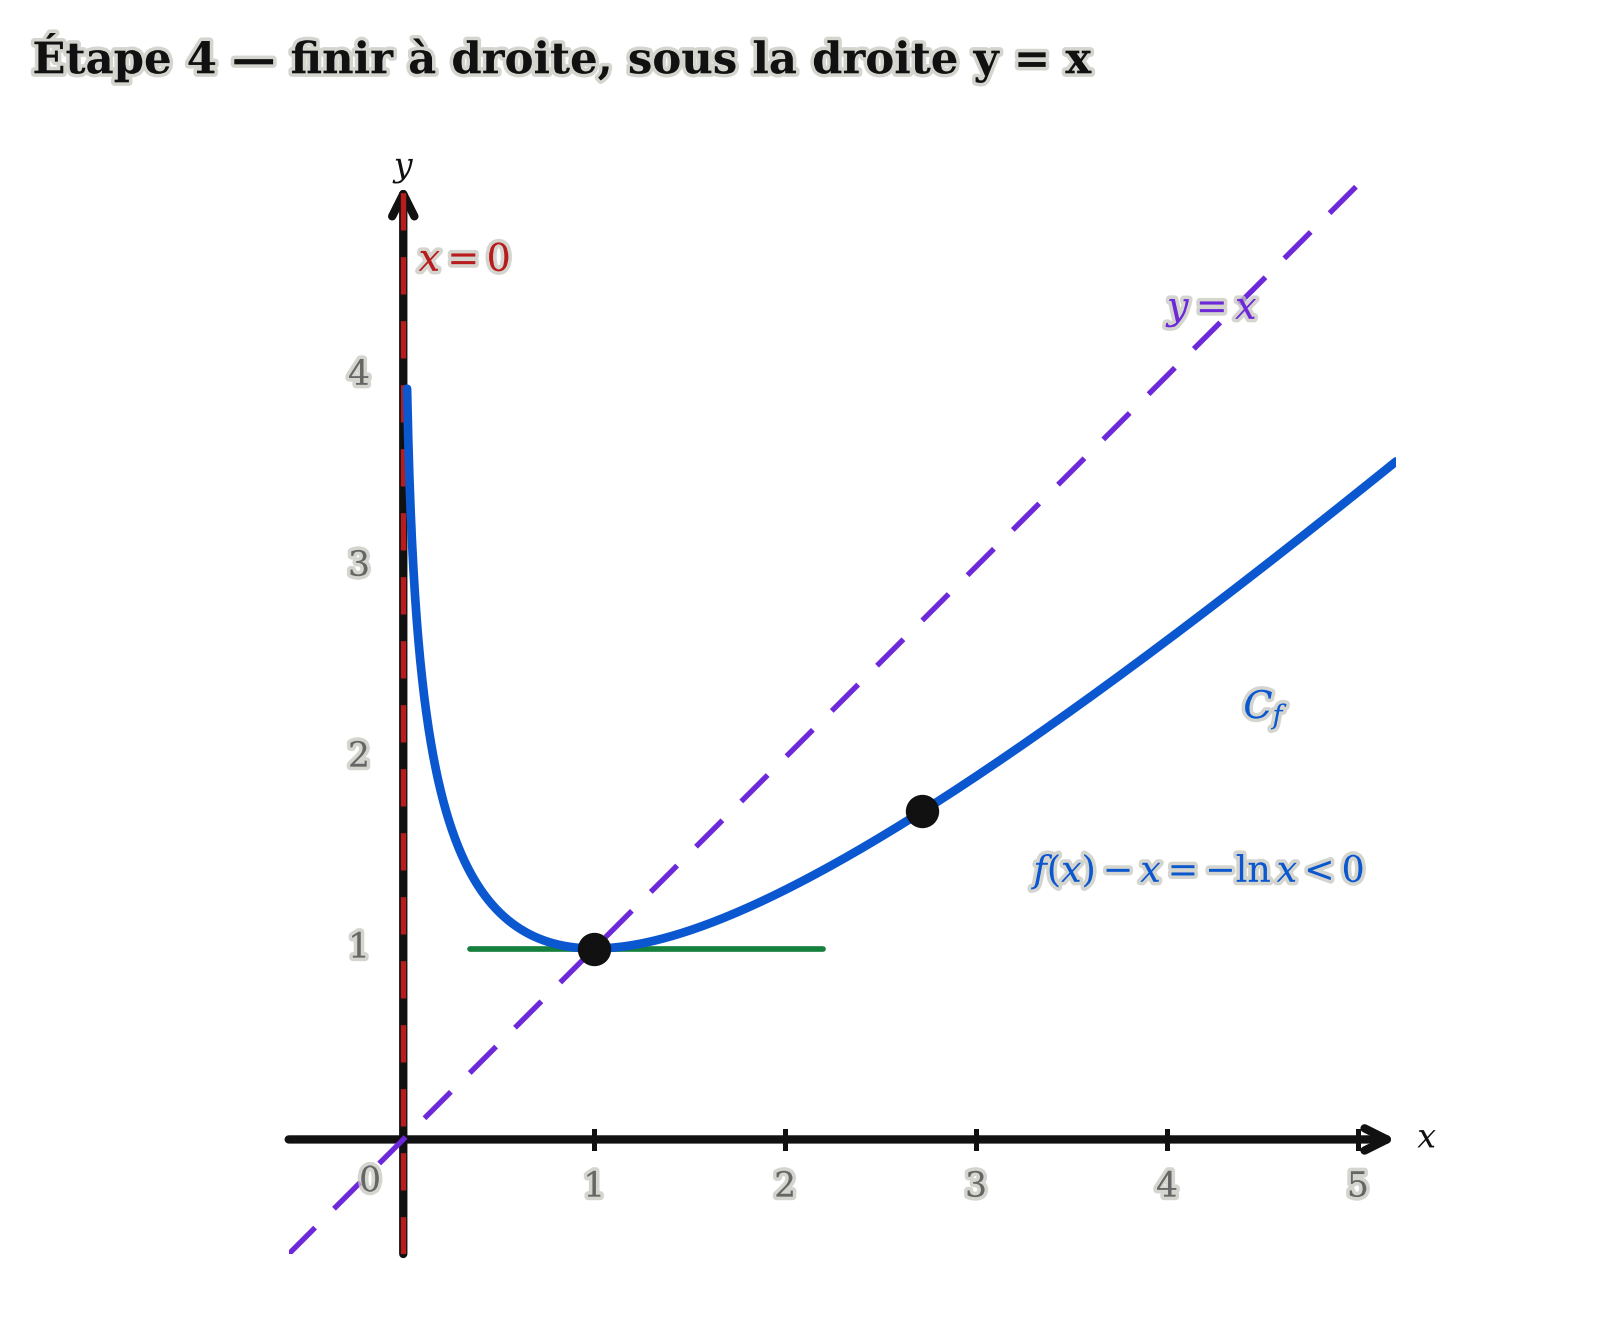 Étape 4 — finir à droite, sous la droite y = x
y
x = 0
y = x
4
3
2
1
C_f
f(x) − x = −ln x < 0
x
0
1
2
3
4
5